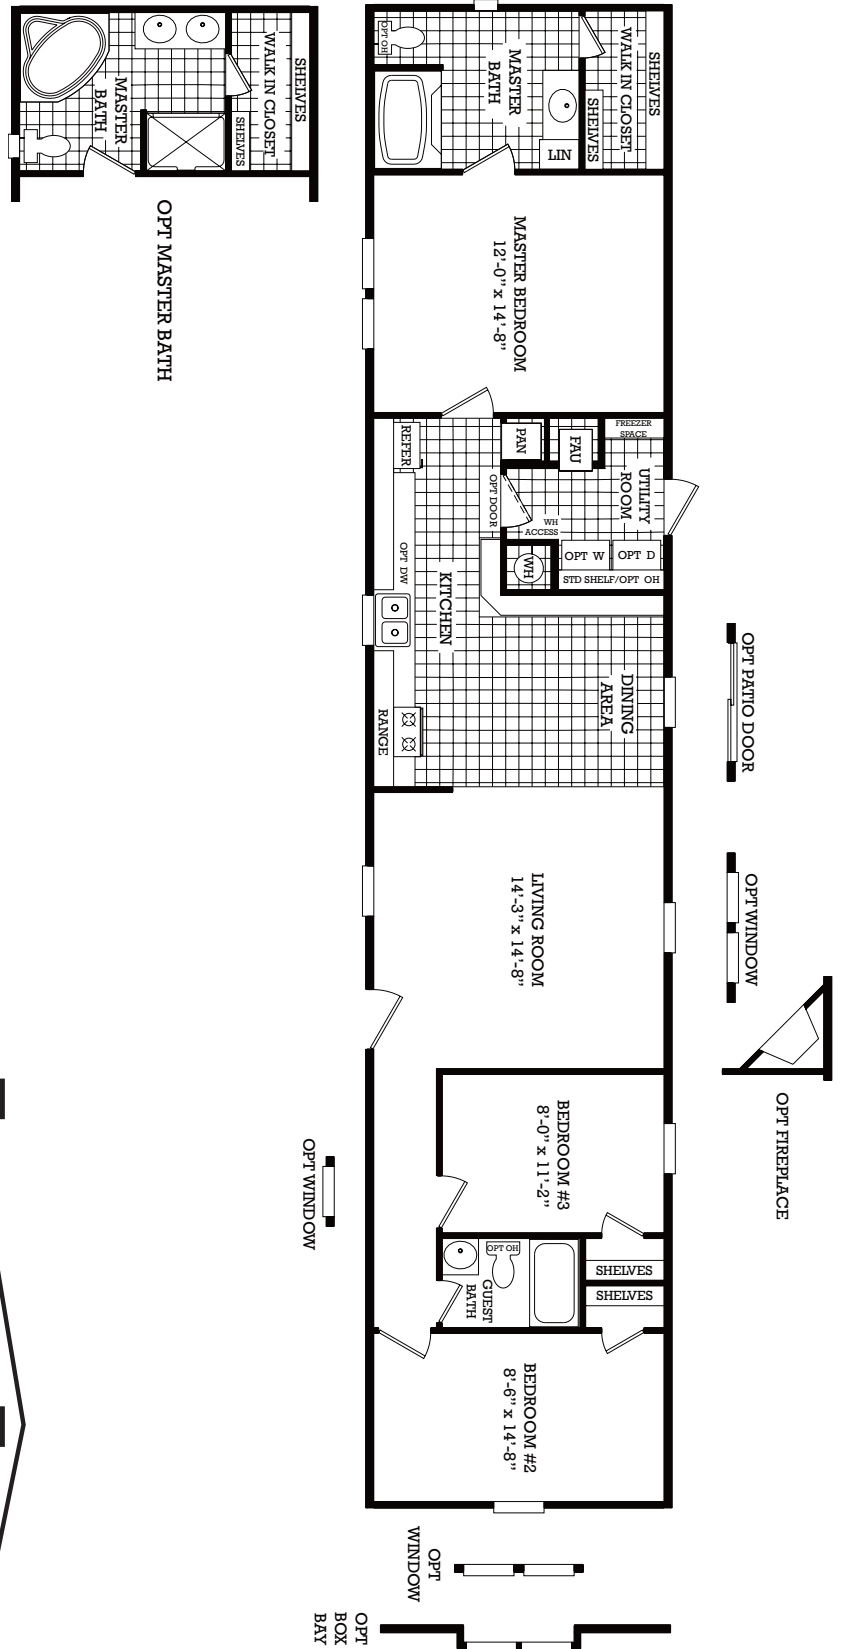 SHELVES
WALK IN CLOSET
SHELVES
MASTER
BATH
OPT MASTER BATH
SHELVES
WALK IN CLOSET
SHELVES
LIN
MASTER
BATH
OPT OH
MASTER BEDROOM
12'-0" x 14'-8"
FREEZER
SPACE
FAU
PAN
REFER
UTILITY
ROOM
OPT DOOR
WH
ACCESS
OPT W
OPT D
STD SHELF/OPT OH
WH
OPT DW
KITCHEN
DINING
AREA
RANGE
OPT PATIO DOOR
LIVING ROOM
14'-3" x 14'-8"
OPT WINDOW
OPT FIREPLACE
BEDROOM #3
8'-0" x 11'-2"
OPT WINDOW
SHELVES
SHELVES
OPT OH
GUEST
BATH
BEDROOM #2
8'-6" x 14'-8"
OPT
WINDOW
OPT
BOX
BAY